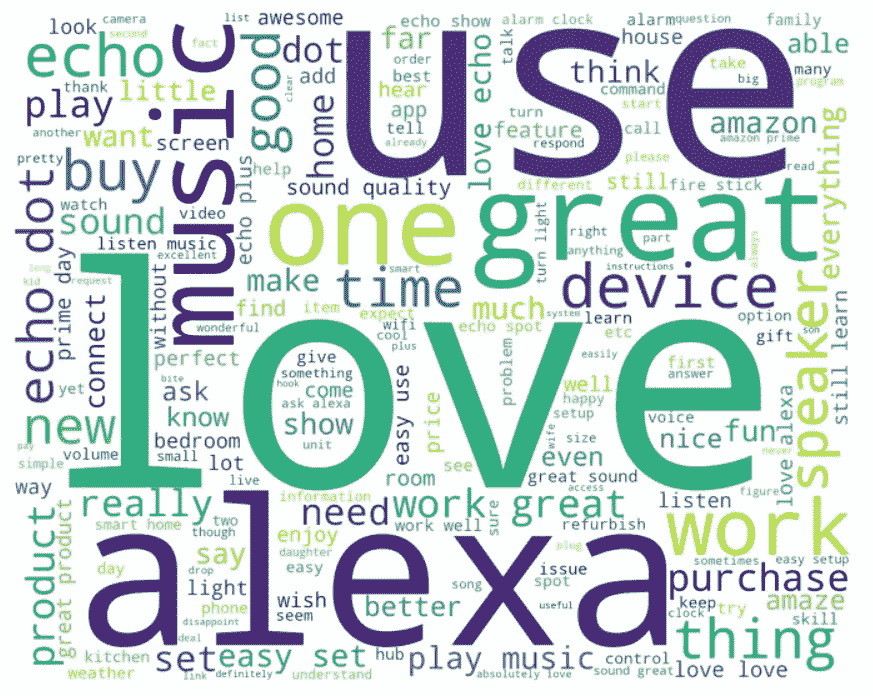 look
camera
second
list
awesome
echo show
alarm clock
question
family
echo
fact
dot
far
talk
alarm
house
able
use
thank
little
good
add
order
best
hear
love echo
think
take
big
many
program
play
music
clear
home
app
tell
turn
command
start
another
want
screen
already
feature
call
amazon
pretty
buy
help
respond
please
amazon prime
read
watch
video
sound quality
different
still
fire stick
everything
echo dot
sound
echo plus
one
great
right
part
always
listen music
excellent
anything
turn light
instructions
long
kid
request
prime day
without
make
time
smart
device
find
item
expect
much
system
learn
option
wonderful
wifi
echo spot
etc
gift
son
connect
cool
love
plus
problem
easily
speaker
still learn
perfect
give
first
yet
bite
something
answer
hook
come
well
happy
ask
ask alexa
easy use
price
setup
new
know
show
voice
nice
fun
love alexa
bedroom
unit
wife
size
pay
simple
volume
small
lot
see
even
never
way
live
room
great sound
access
figure
really
information
need
work great
listen
product
great product
smart home
two
work well
sure
refurbish
work
though
enjoy
alexa
day
say
daughter
plug
issue
sometimes
easy setup
drop
easy
song
spot
purchase
light
wish
phone
seem
better
useful
keep
try
amaze
disappoint
clock
skill
deal
thing
kitchen
set
easy set
hub
play music
control
weather
link
definitely
understand
absolutely love
sound great
love love